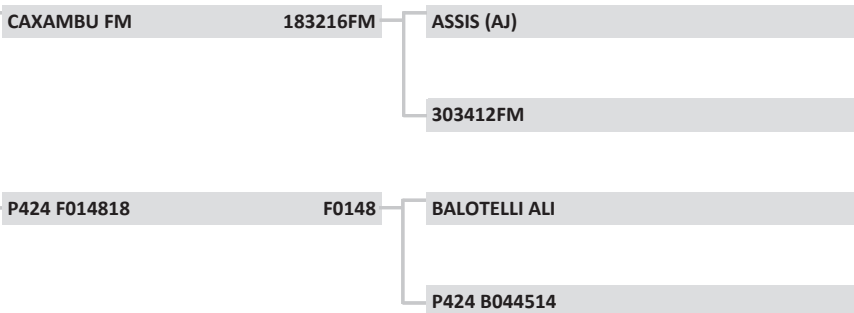 CAXAMBU FM 183216FM ASSIS (AJ)
303412FM
P424 F014818 F0148 BALOTELLI ALI
P424 B044514